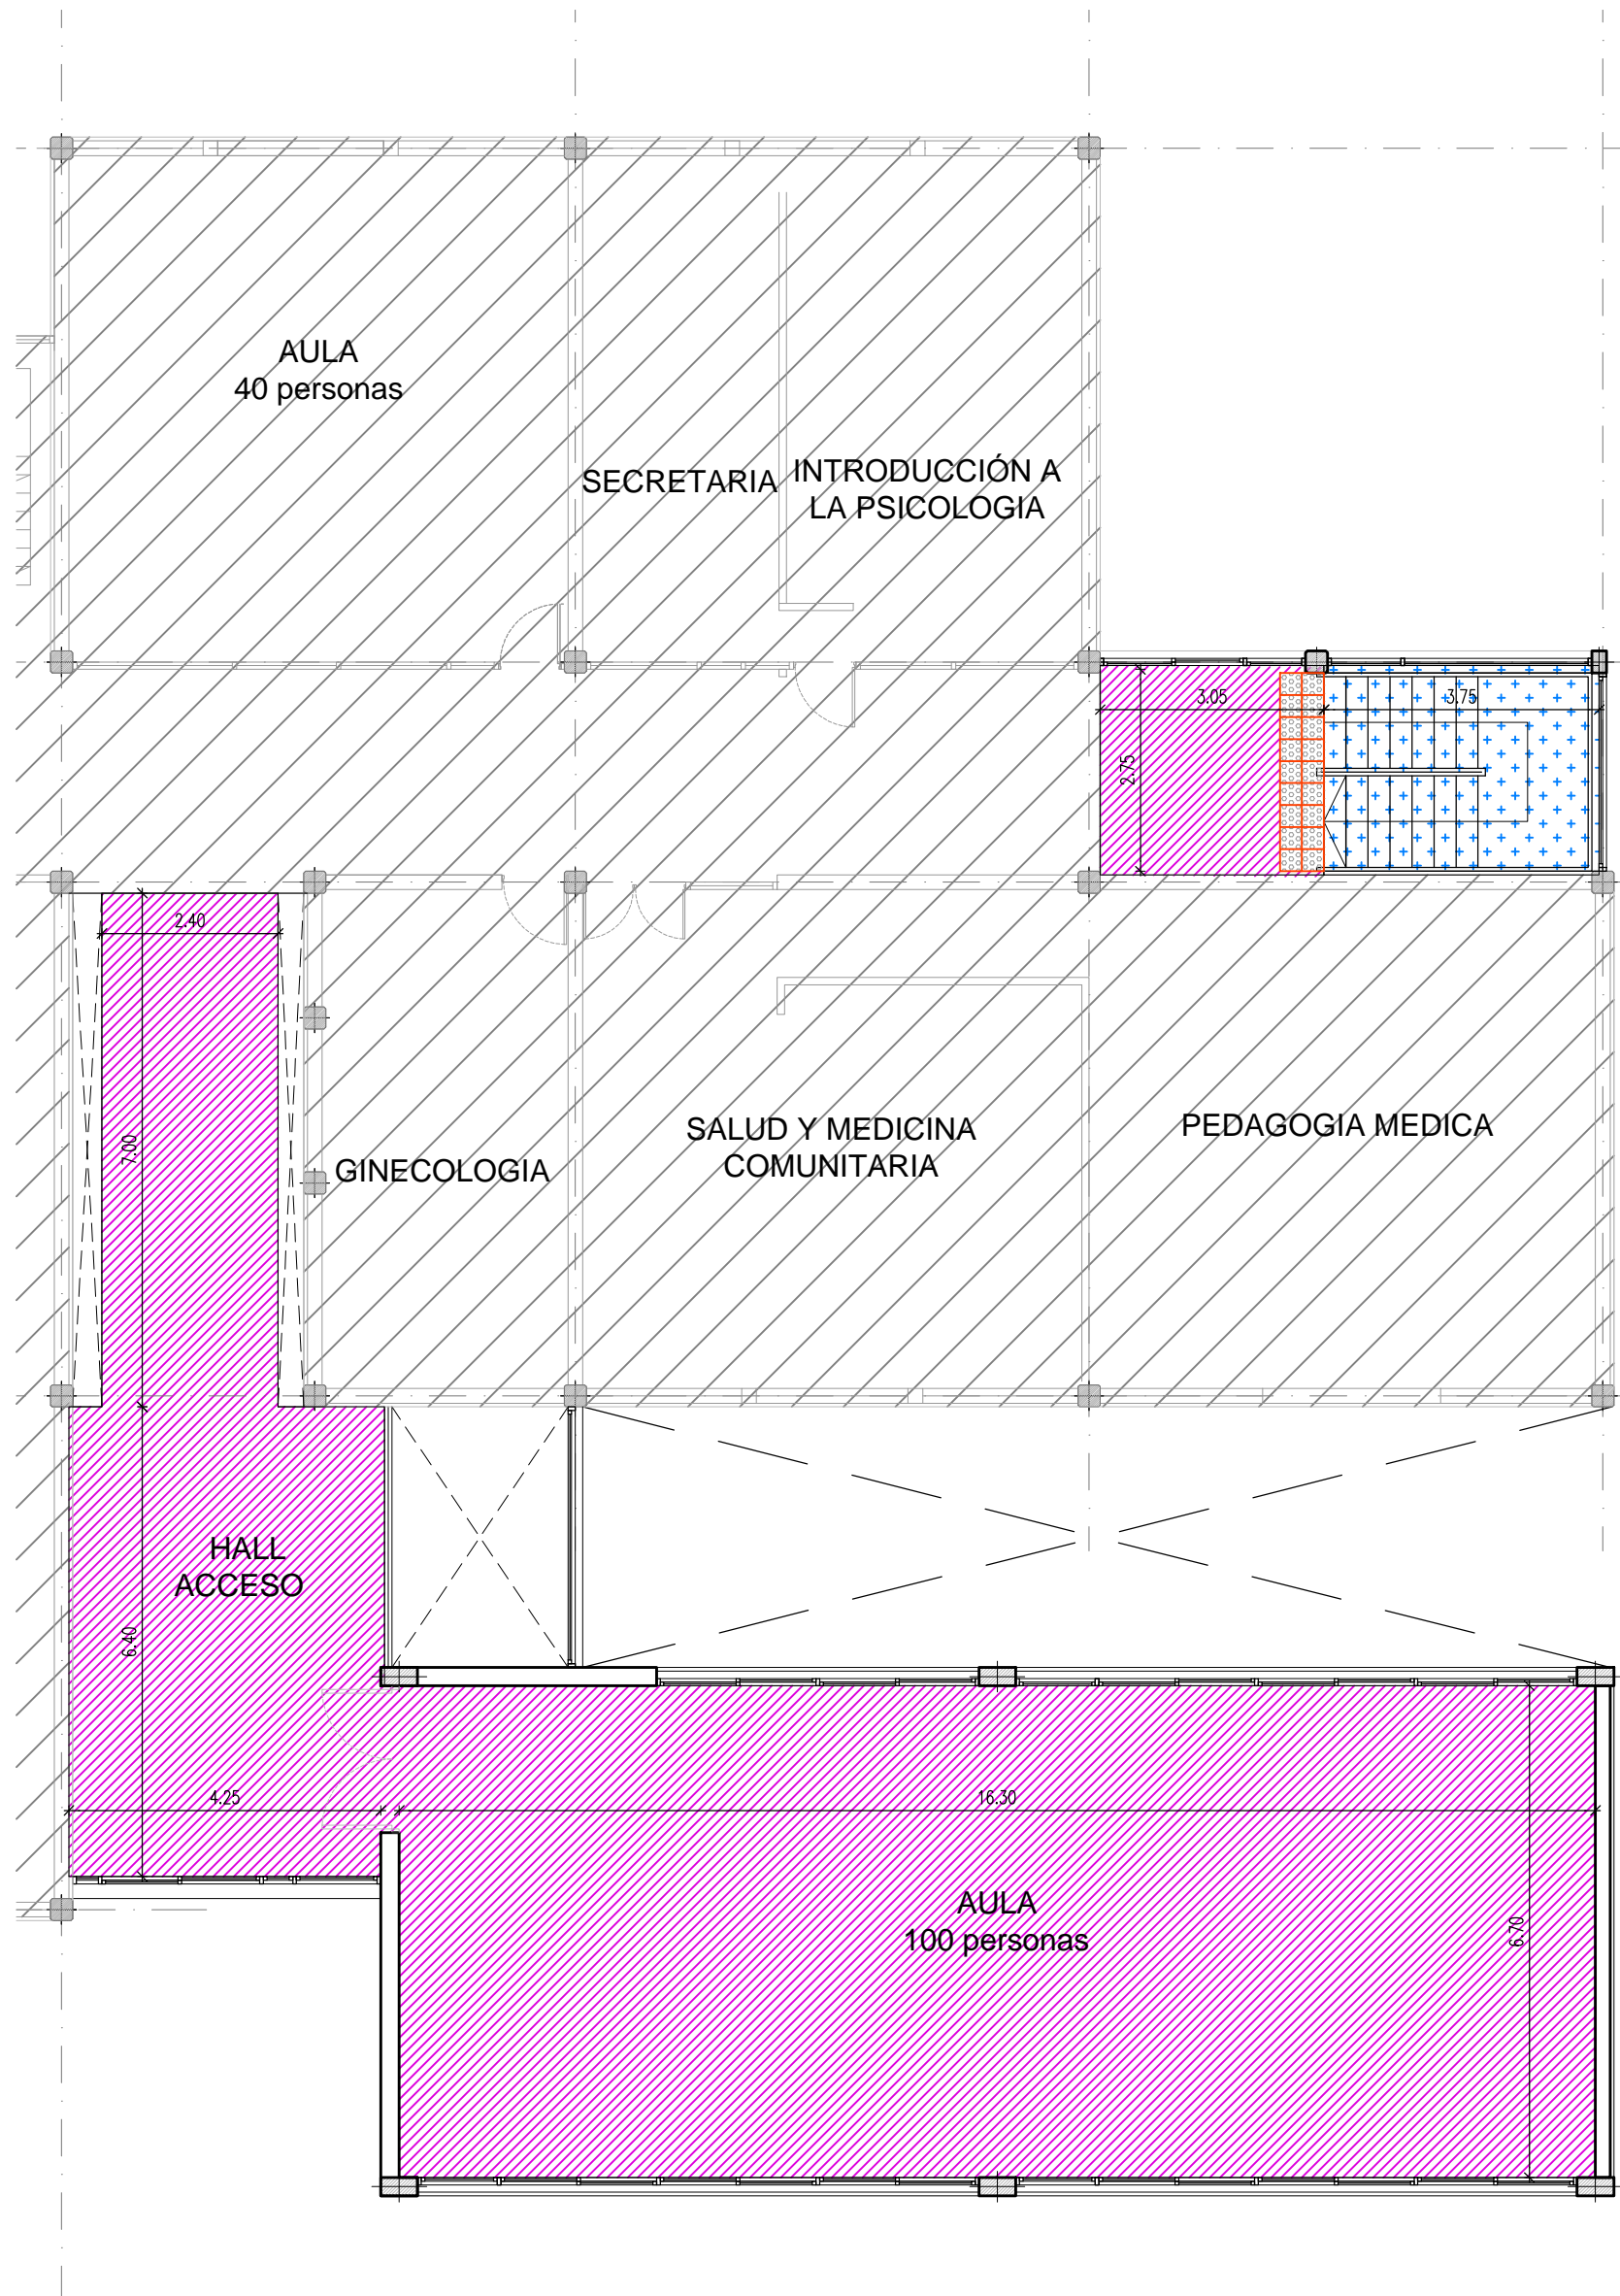 AULA
40 personas
SECRETARIA
INTRODUCCIÓN A
LA PSICOLOGIA
3.05
3.75
2.75
2.40
7.00
GINECOLOGIA
SALUD Y MEDICINA
COMUNITARIA
PEDAGOGIA MEDICA
HALL
ACCESO
6.40
4.25
16.30
AULA
100 personas
6.70